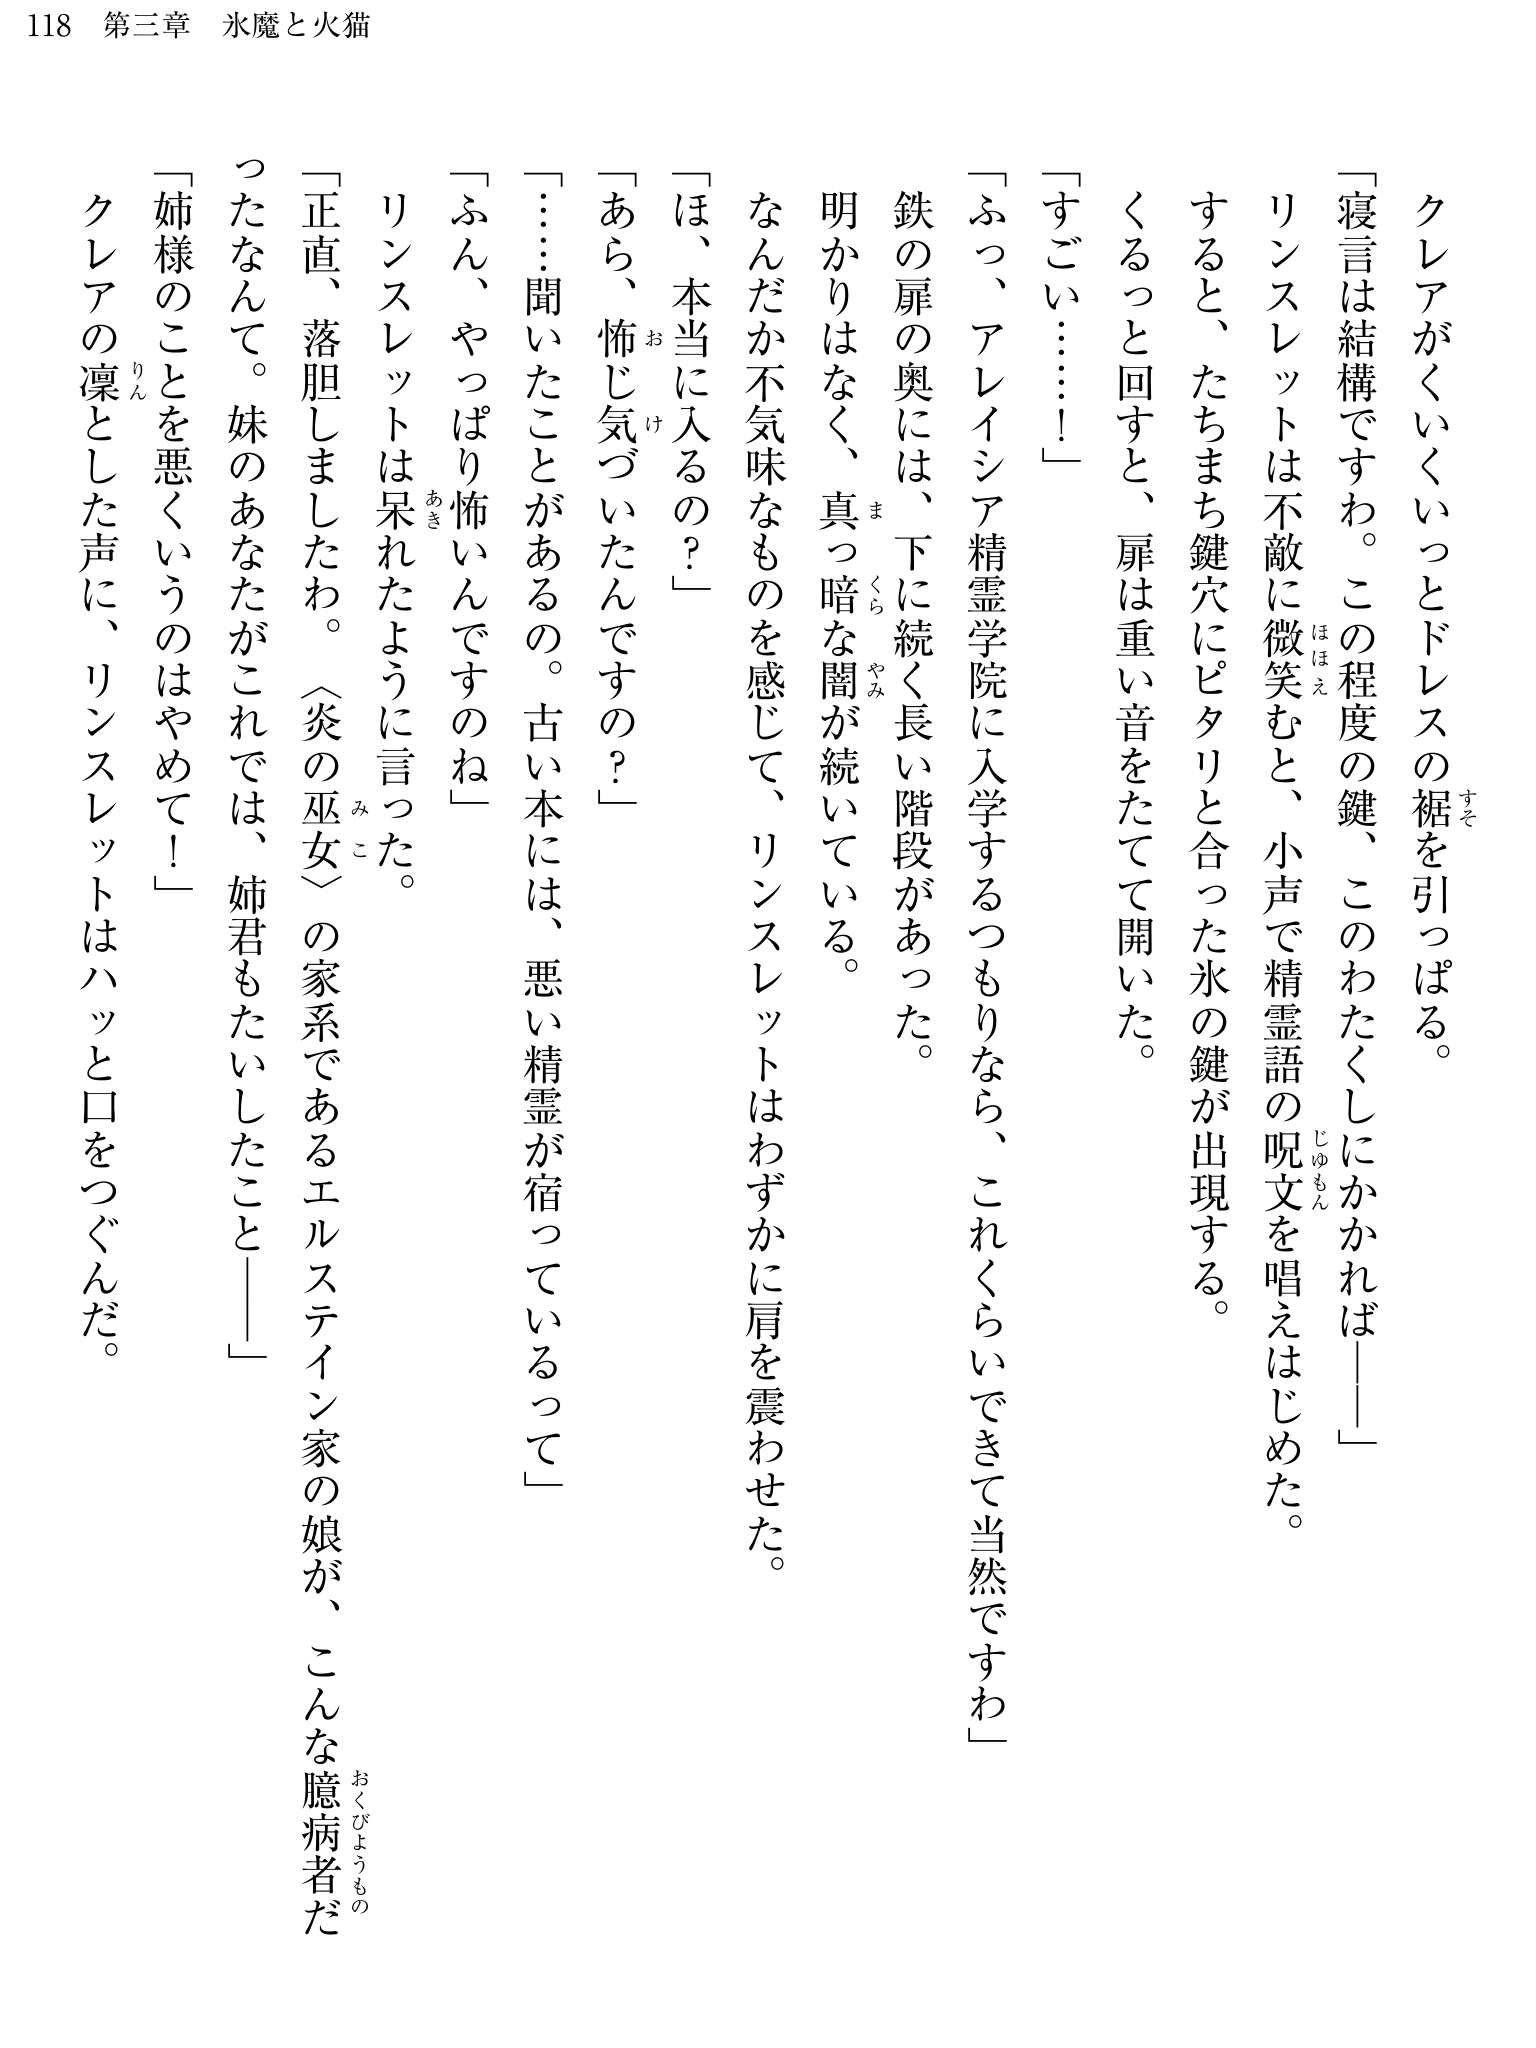 118　第三章　氷魔と火猫
　クレアがくいくいっとドレスの裾を引っぱる。
「寝言は結構ですわ。この程度の鍵、このわたくしにかかれば――」
　リンスレットは不敵に微笑むと、小声で精霊語の呪文を唱えはじめた。
　すると、たちまち鍵穴にピタリと合った氷の鍵が出現する。
　くるっと回すと、扉は重い音をたてて開いた。
「すごい……！」
「ふっ、アレイシア精霊学院に入学するつもりなら、これくらいできて当然ですわ」
　鉄の扉の奥には、下に続く長い階段があった。
　明かりはなく、真っ暗な闇が続いている。
　なんだか不気味なものを感じて、リンスレットはわずかに肩を震わせた。
「ほ、本当に入るの？」
「あら、怖じ気づいたんですの？」
「……聞いたことがあるの。古い本には、悪い精霊が宿っているって」
「ふん、やっぱり怖いんですのね」
　リンスレットは呆れたように言った。
「正直、落胆しましたわ。〈炎の巫女〉の家系であるエルステイン家の娘が、こんな臆病者だ
ったなんて。妹のあなたがこれでは、姉君もたいしたこと――」
「姉様のことを悪くいうのはやめて！」
　クレアの凜とした声に、リンスレットはハッと口をつぐんだ。